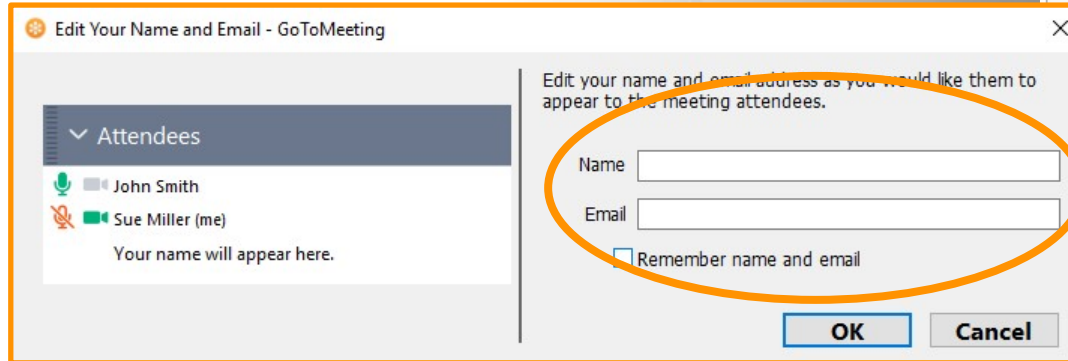 Edit Your Name and Email - GoToMeeting
Attendees
John Smith
Sue Miller (me)
Your name will appear here.
Edit your name and email address as you would like them to
appear to the meeting attendees.
Name
Email
Remember name and email
OK
Cancel